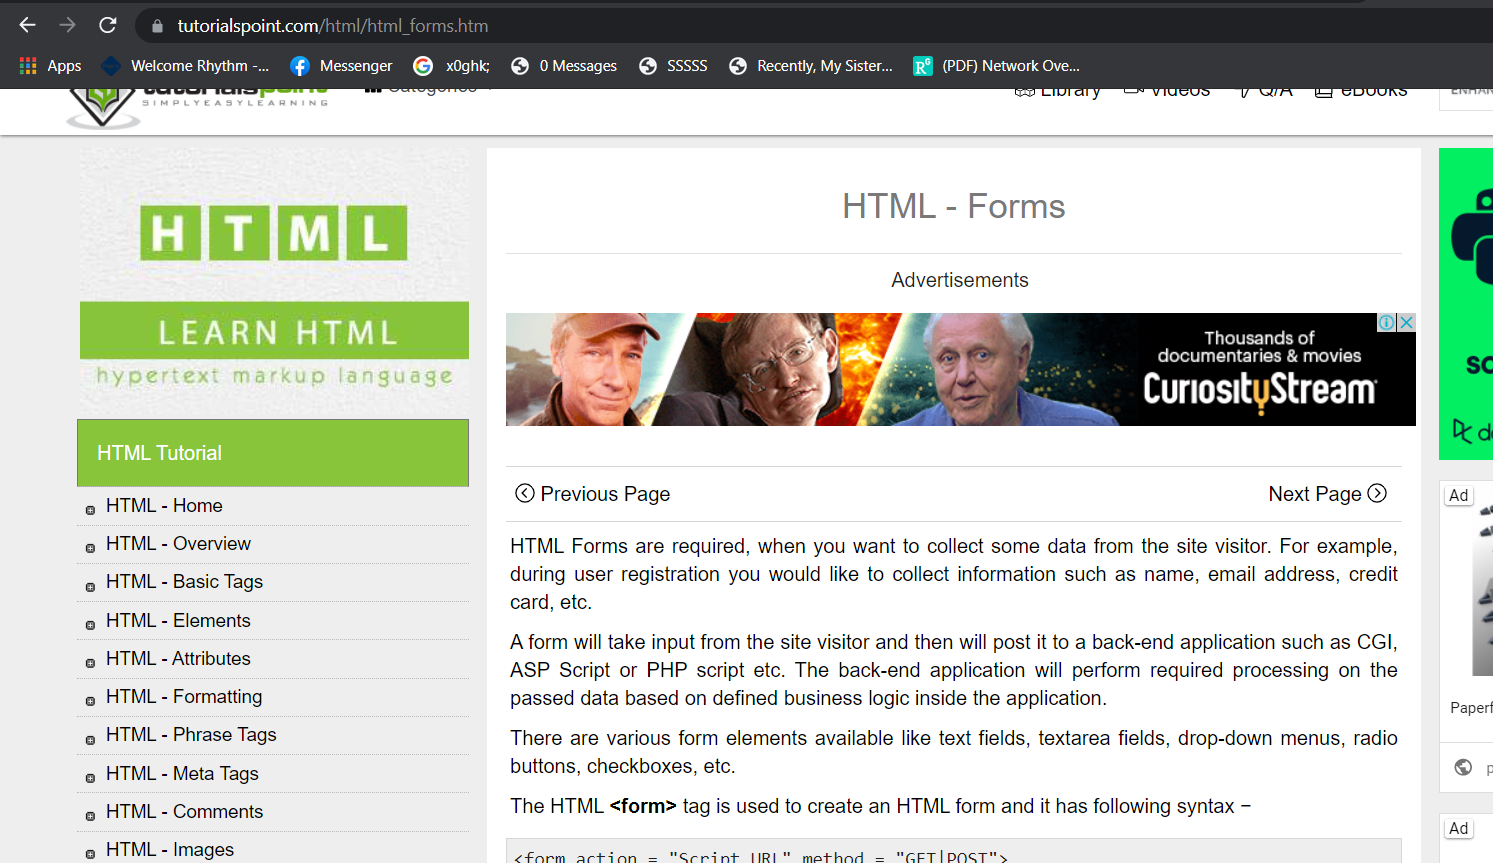 tutorialspoint.com/html/html_forms.htm
Apps Welcome Rhythm -... Messenger x0ghk; 0 Messages SSSSS Recently, My Sister... (PDF) Network Ove...
tutorialspoint Categories Library Videos Q/A eBooks
SIMPLYEASYLEARNING
HTML
LEARN HTML
hypertext markup language
HTML Tutorial
HTML - Home
HTML - Overview
HTML - Basic Tags
HTML - Elements
HTML - Attributes
HTML - Formatting
HTML - Phrase Tags
HTML - Meta Tags
HTML - Comments
HTML - Images
HTML - Forms
Advertisements
Thousands of
documentaries & movies
CuriosityStream
Previous Page Next Page
HTML Forms are required, when you want to collect some data from the site visitor. For example,
during user registration you would like to collect information such as name, email address, credit
card, etc.
A form will take input from the site visitor and then will post it to a back-end application such as CGI,
ASP Script or PHP script etc. The back-end application will perform required processing on the
passed data based on defined business logic inside the application.
There are various form elements available like text fields, textarea fields, drop-down menus, radio
buttons, checkboxes, etc.
The HTML <form> tag is used to create an HTML form and it has following syntax −
<form action = "Script URL" method = "GET|POST">
Ad
Ad